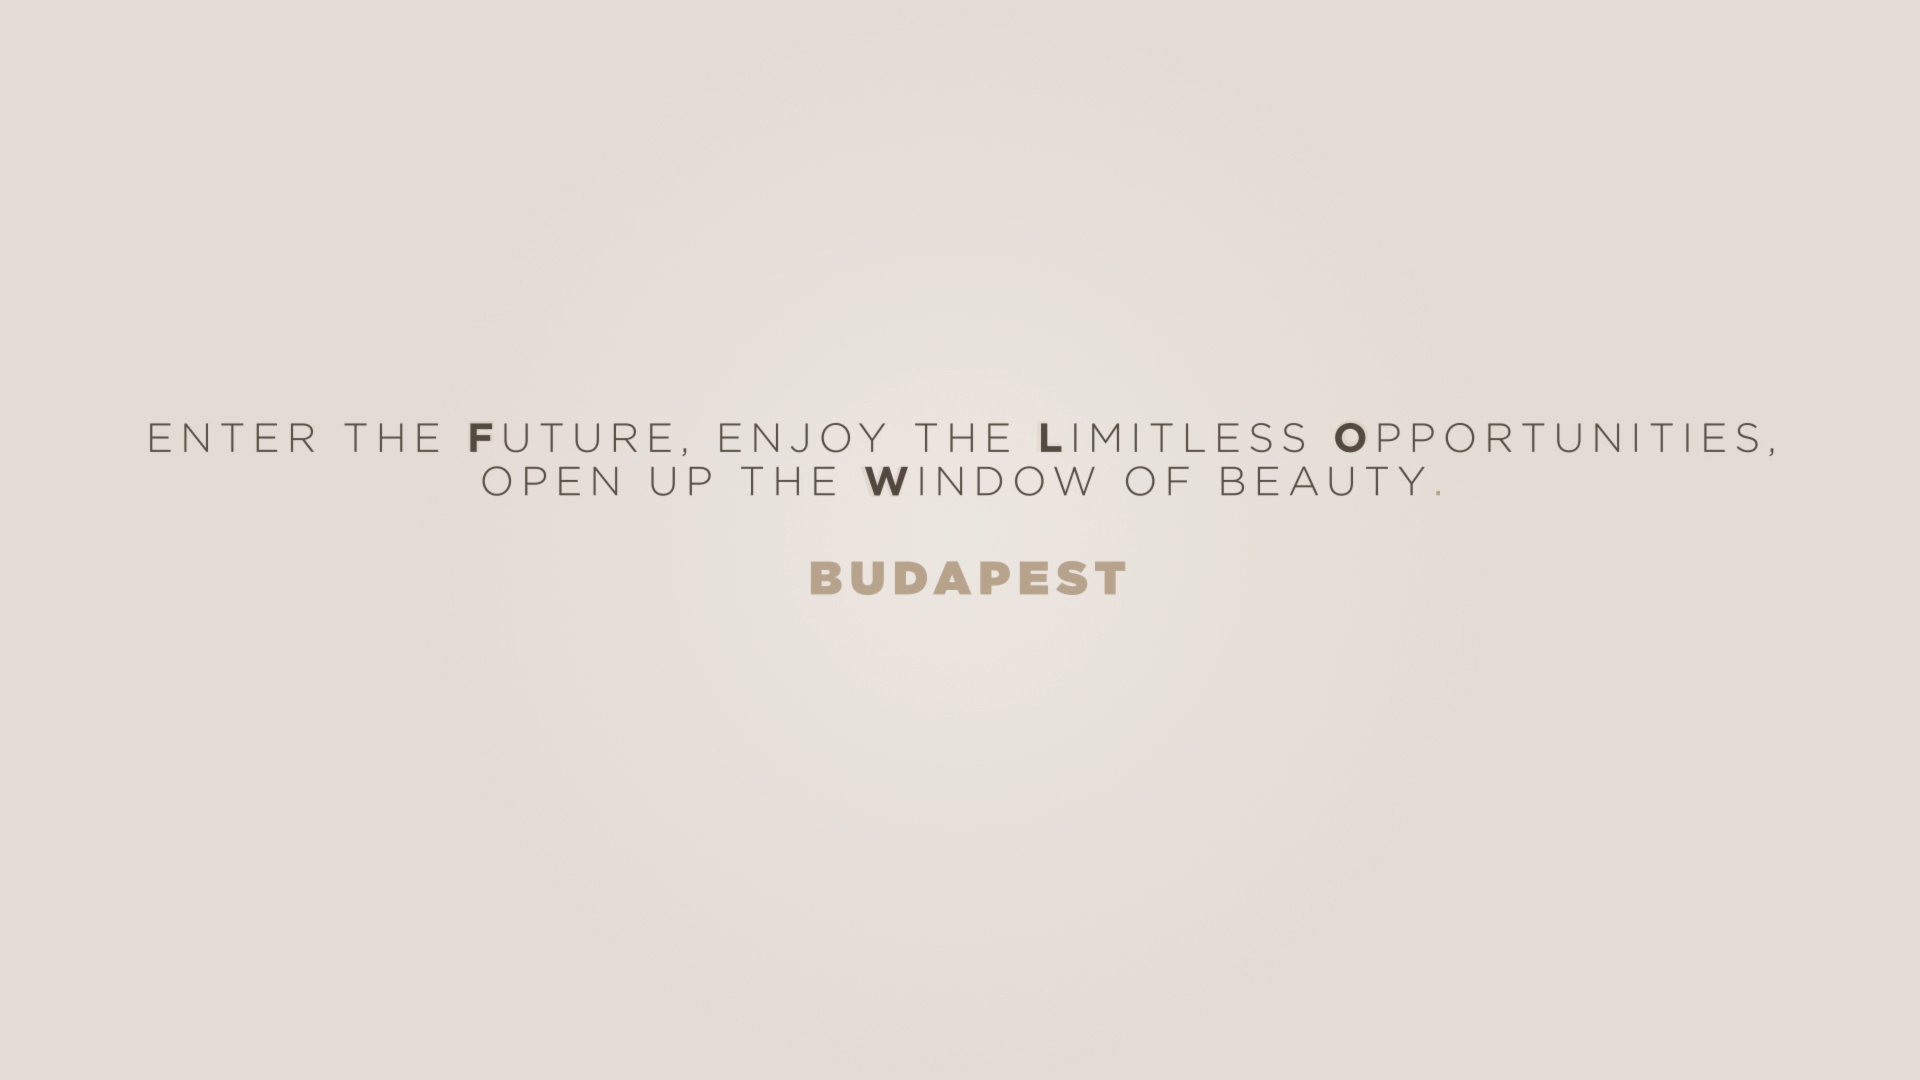 ENTER THE FUTURE, ENJOY THE LIMITLESS OPPORTUNITIES,
OPEN UP THE WINDOW OF BEAUTY.
BUDAPEST